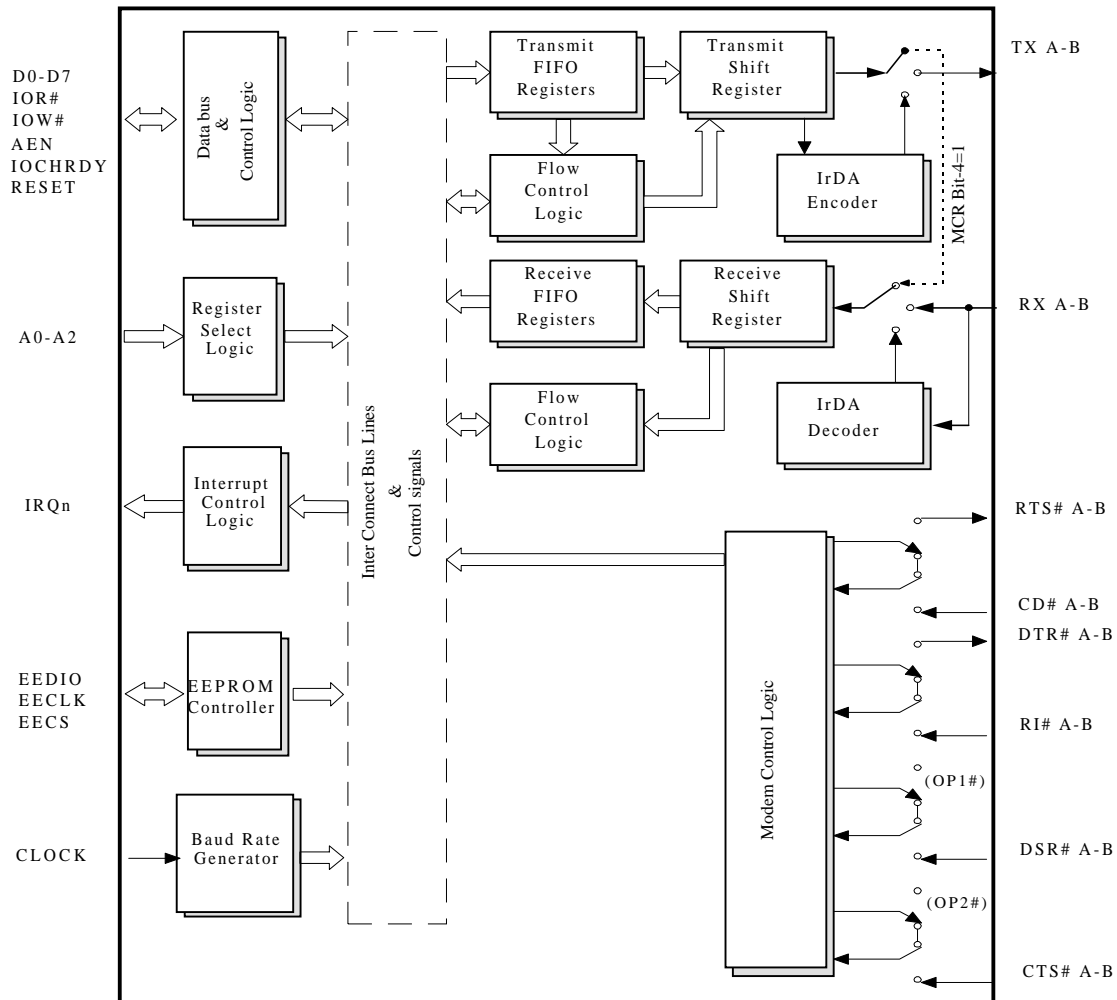 D0-D7
IOR#
IOW#
AEN
IOCHRDY
RESET
Data bus
&
Control Logic
A0-A2
Register
Select
Logic
IRQn
Interrupt
Control
Logic
EEDIO
EECLK
EECS
EEPROM
Controller
CLOCK
Baud Rate
Generator
Inter Connect Bus Lines
&
Control signals
Transmit
FIFO
Registers
Transmit
Shift
Register
TX A-B
Flow
Control
Logic
IrDA
Encoder
MCR Bit-4=1
Receive
FIFO
Registers
Receive
Shift
Register
RX A-B
Flow
Control
Logic
IrDA
Decoder
Modem Control Logic
RTS# A-B
CD# A-B
DTR# A-B
RI# A-B
(OP1#)
DSR# A-B
(OP2#)
CTS# A-B